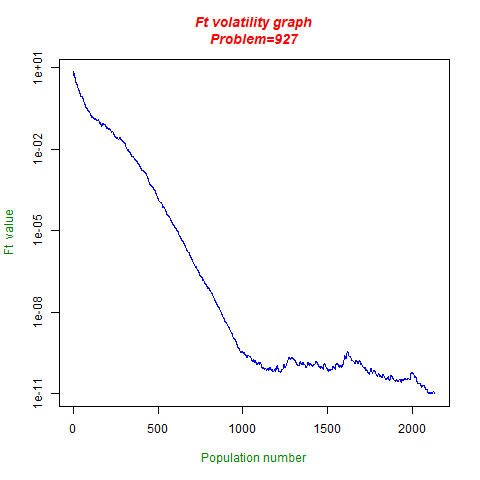 Ft volatility graph
Problem=927
1e+01
1e-02
1e-05
1e-08
1e-11
Ft value
0 500 1000 1500 2000
Population number